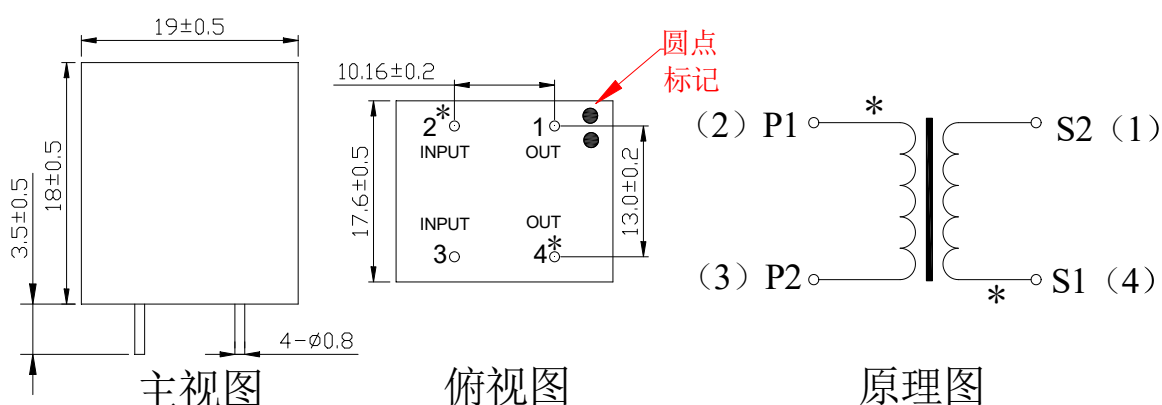 19±0.5
18±0.5
3.5±0.5
4-Ø0.8
主视图
10.16±0.2
17.6±0.5
13.0±0.2
圆点
标记
2* 1
INPUT OUT
INPUT OUT
3 4*
俯视图
(2) P1 * S2 (1)
(3) P2 * S1 (4)
原理图